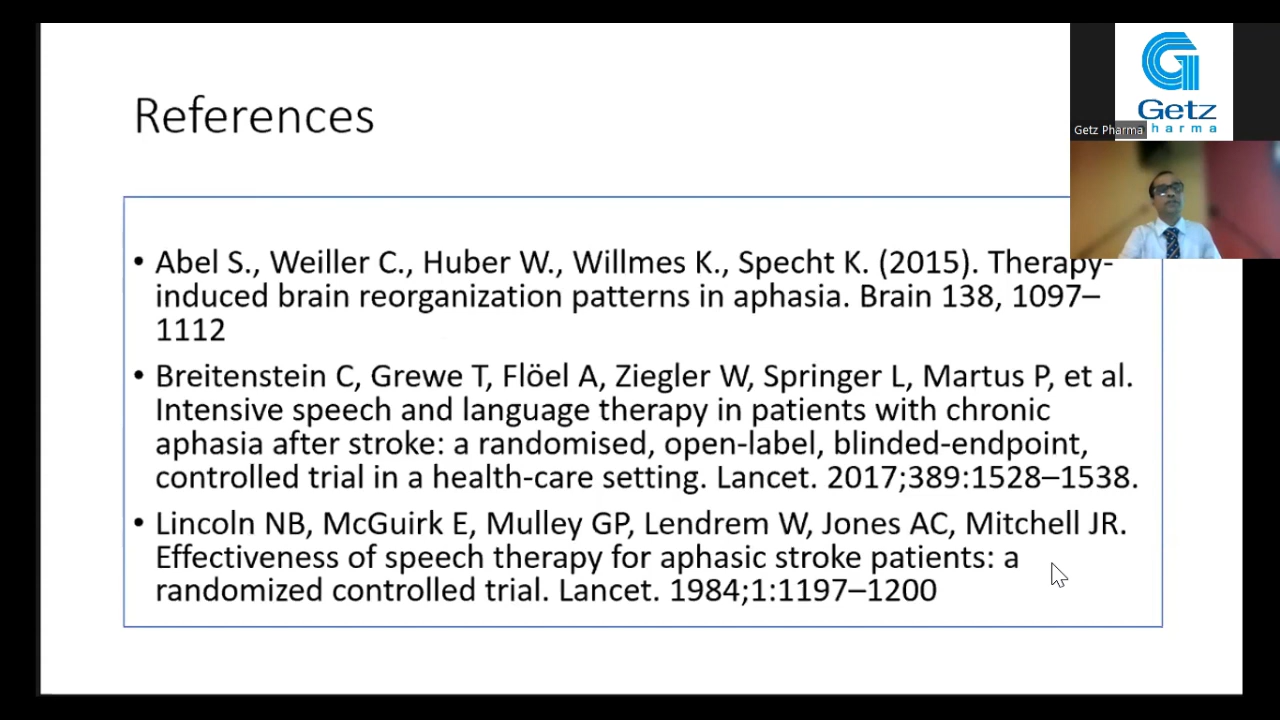 References
• Abel S., Weiller C., Huber W., Willmes K., Specht K. (2015). Therapy-
induced brain reorganization patterns in aphasia. Brain 138, 1097–
1112
• Breitenstein C, Grewe T, Flöel A, Ziegler W, Springer L, Martus P, et al.
Intensive speech and language therapy in patients with chronic
aphasia after stroke: a randomised, open-label, blinded-endpoint,
controlled trial in a health-care setting. Lancet. 2017;389:1528–1538.
• Lincoln NB, McGuirk E, Mulley GP, Lendrem W, Jones AC, Mitchell JR.
Effectiveness of speech therapy for aphasic stroke patients: a
randomized controlled trial. Lancet. 1984;1:1197–1200
Getz
harma
Getz Pharma